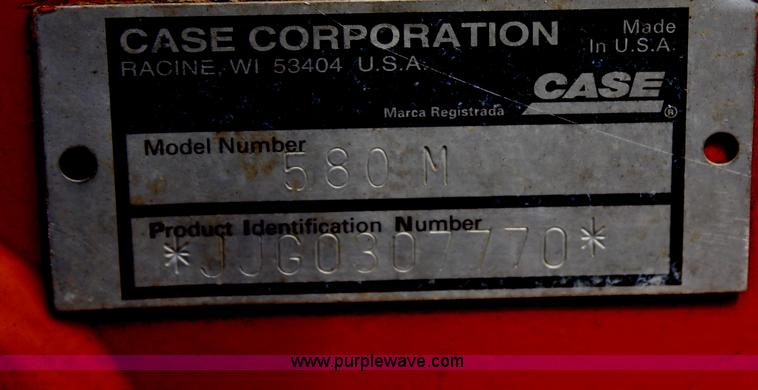 CASE CORPORATION
Made
In U.S.A.
RACINE, WI 53404 U.S.A.
CASE
Marca Registrada ®
Model Number
580 M
Product Identification Number
*JJG0307770*
www.purplewave.com